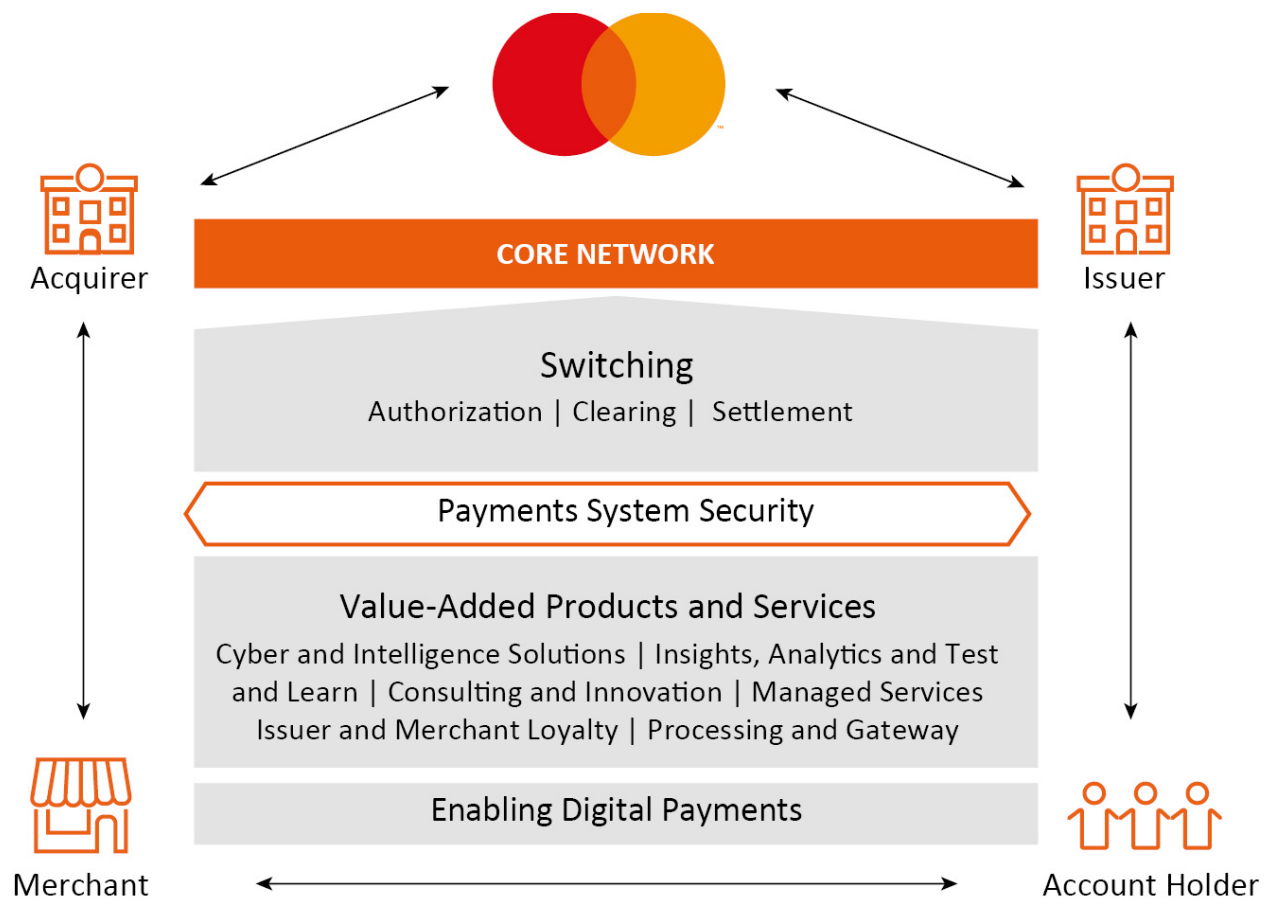 ™
CORE NETWORK
Acquirer
Issuer
Switching
Authorization | Clearing | Settlement
Payments System Security
Value-Added Products and Services
Cyber and Intelligence Solutions | Insights, Analytics and Test
and Learn | Consulting and Innovation | Managed Services
Issuer and Merchant Loyalty | Processing and Gateway
Enabling Digital Payments
Merchant
Account Holder